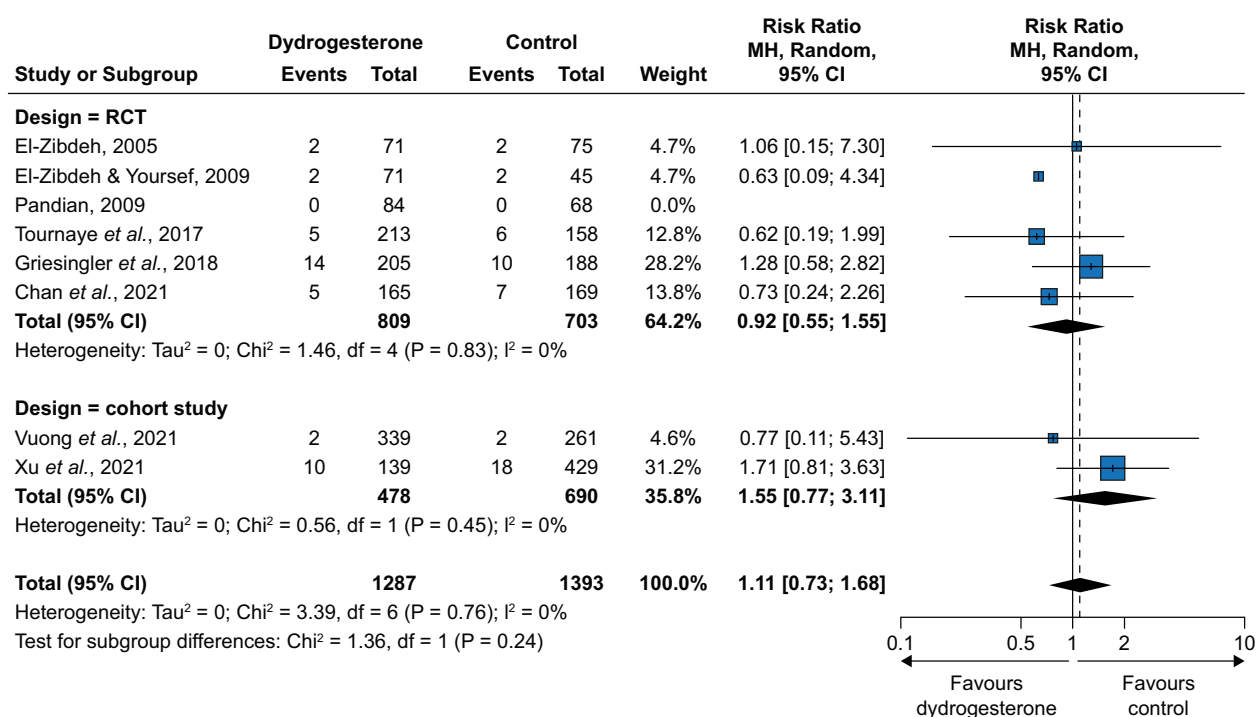 Dydrogesterone Control Risk Ratio MH, Random, 95% CI Risk Ratio MH, Random, 95% CI
Study or Subgroup Events Total Events Total Weight
Design = RCT
El-Zibdeh, 2005 2 71 2 75 4.7% 1.06 [0.15; 7.30]
El-Zibdeh & Yoursef, 2009 2 71 2 45 4.7% 0.63 [0.09; 4.34]
Pandian, 2009 0 84 0 68 0.0%
Tournaye et al., 2017 5 213 6 158 12.8% 0.62 [0.19; 1.99]
Griesingler et al., 2018 14 205 10 188 28.2% 1.28 [0.58; 2.82]
Chan et al., 2021 5 165 7 169 13.8% 0.73 [0.24; 2.26]
Total (95% CI) 809 703 64.2% 0.92 [0.55; 1.55]
Heterogeneity: Tau² = 0; Chi² = 1.46, df = 4 (P = 0.83); I² = 0%
Design = cohort study
Vuong et al., 2021 2 339 2 261 4.6% 0.77 [0.11; 5.43]
Xu et al., 2021 10 139 18 429 31.2% 1.71 [0.81; 3.63]
Total (95% CI) 478 690 35.8% 1.55 [0.77; 3.11]
Heterogeneity: Tau² = 0; Chi² = 0.56, df = 1 (P = 0.45); I² = 0%
Total (95% CI) 1287 1393 100.0% 1.11 [0.73; 1.68]
Heterogeneity: Tau² = 0; Chi² = 3.39, df = 6 (P = 0.76); I² = 0%
Test for subgroup differences: Chi² = 1.36, df = 1 (P = 0.24)
0.1 0.5 1 2 10
Favours Favours
dydrogesterone control